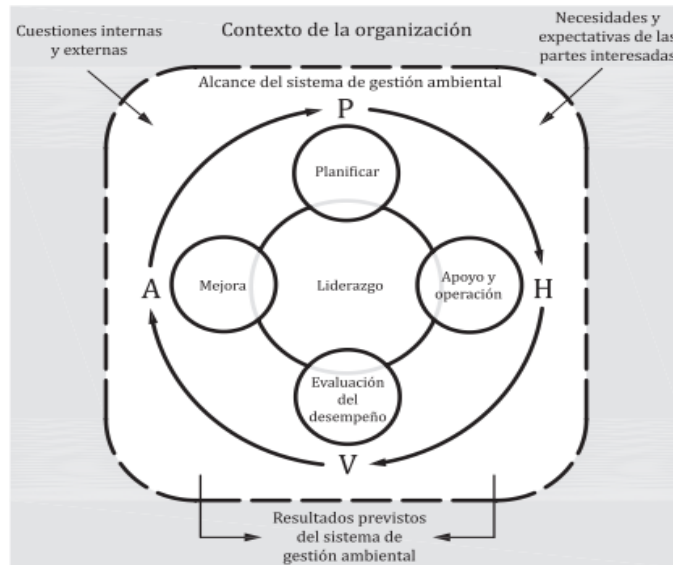 Cuestiones internas
y externas
Contexto de la organización
Necesidades y
expectativas de las
partes interesadas
Alcance del sistema de gestión ambiental
P
Planificar
A
Mejora
Liderazgo
Apoyo y
operación
H
Evaluación
del
desempeño
V
Resultados previstos
del sistema de
gestión ambiental